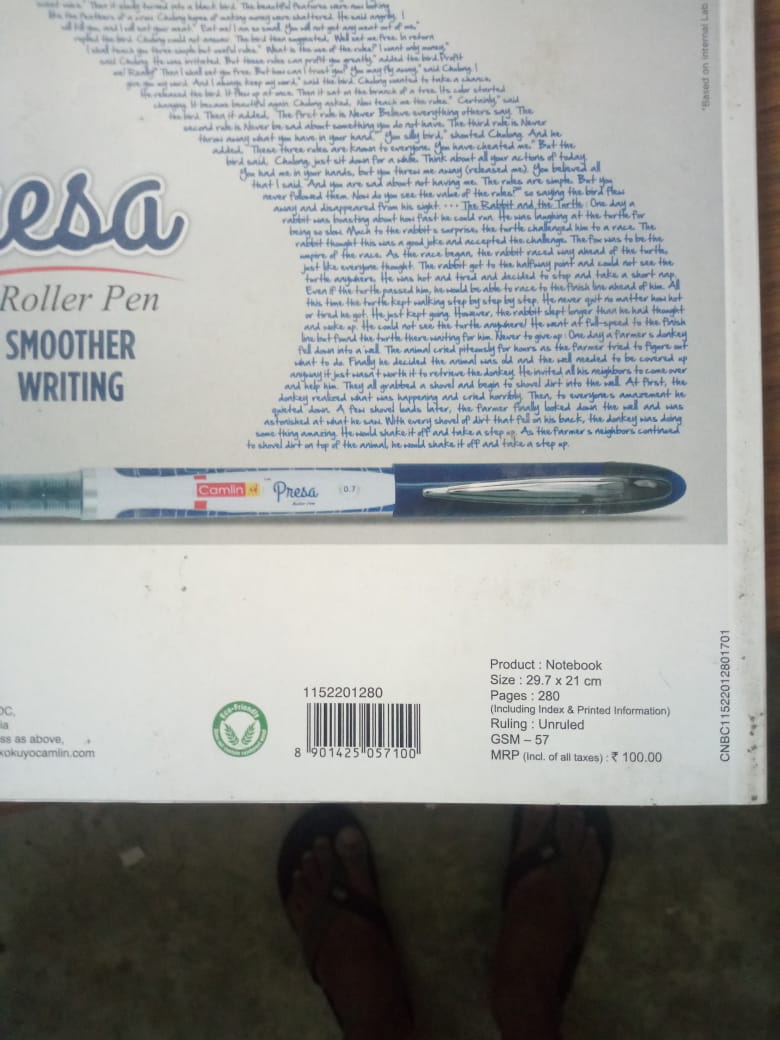 Then it slowly turned into a black bird. The beautiful feathers were now looking
like the feathers of a crow. Chulong hopes of making money were shattered. He said angrily, I
will kill you, and I will eat your meat." "Eat me! I am so small. You will not get any meat out of me,"
replied the bird. Chulong could not answer. The bird then suggested, Well set me free. In return
I shall teach you three simple but useful rules." What is the use of the rules? I want only money,"
said Chulong. He was irritated. But these rules can profit you greatly," added the bird. Profit
me! Really? Then I shall set you free. But how can I trust you? You may fly away," said Chulong. I
give you my word. And I always keep my word," said the bird. Chulong wanted to take a chance.
He released the bird. It flew up at once. Then it sat on the branch of a tree. Its color started
changing. It became beautiful again. Chulong asked, Now teach me the rules." Certainly," said
the bird. Then it added, "The first rule is Never Believe everything others say. The
second rule is Never be sad about something you do not have. The third rule is Never
throw away what you have in your hand." "You silly bird," shouted Chulong. And he
added, "These three rules are known to everyone. You have cheated me." But the
bird said, Chulong, just sit down for a while. Think about all your actions of today.
You had me in your hands, but you threw me away (released me). You believed all
that I said. And you are sad about not having me. The rules are simple. But you
never followed them. Now do you see the value of the rules?" so saying the bird flew
away and disappeared from his sight. .... The Rabbit and the Turtle: One day a
rabbit was boasting about how fast he could run. He was laughing at the turtle for
being so slow. Much to the rabbit's surprise, the turtle challenged him to a race. The
rabbit thought this was a good joke and accepted the challenge. The fox was to be the
umpire of the race. As the race began, the rabbit raced way ahead of the turtle,
just like everyone thought. The rabbit got to the halfway point and could not see the
turtle anywhere. He was hot and tired and decided to stop and take a short nap.
Even if the turtle passed him, he would be able to race to the finish line ahead of him. All
this time the turtle kept walking step by step by step. He never quit no matter how hot
or tired he got. He just kept going. However, the rabbit slept longer than he had thought
and woke up. He could not see the turtle anywhere! He went at full-speed to the finish
line but found the turtle there waiting for him. Never to give up! One day a farmer's donkey
fell down into a well. The animal cried piteously for hours as the farmer tried to figure out
what to do. Finally he decided the animal was old and the well needed to be covered up
anyway it just wasn't worth it to retrieve the donkey. He invited all his neighbors to come over
and help him. They all grabbed a shovel and begin to shovel dirt into the well. At first, the
donkey realized what was happening and cried horribly. Then, to everyone's amazement he
quieted down. A few shovel loads later, the farmer finally looked down the well and was
astonished at what he saw. With every shovel of dirt that fell on his back, the donkey was doing
something amazing. He would shake it off and take a step up. As the farmer's neighbors continued
to shovel dirt on top of the animal, he would shake it off and take a step up.
*Based on internal Lab
esa
Roller Pen
SMOOTHER
WRITING
Camlin
Presa
Roller Pen
0.7
Product : Notebook
Size : 29.7 x 21 cm
Pages : 280
(Including Index & Printed Information)
Ruling : Unruled
GSM – 57
MRP (Incl. of all taxes) : ₹ 100.00
CNBC11522012801701
1152201280
8 901425 057100
Eco-Friendly
OC,
ia
ss as above,
kokuyocamlin.com